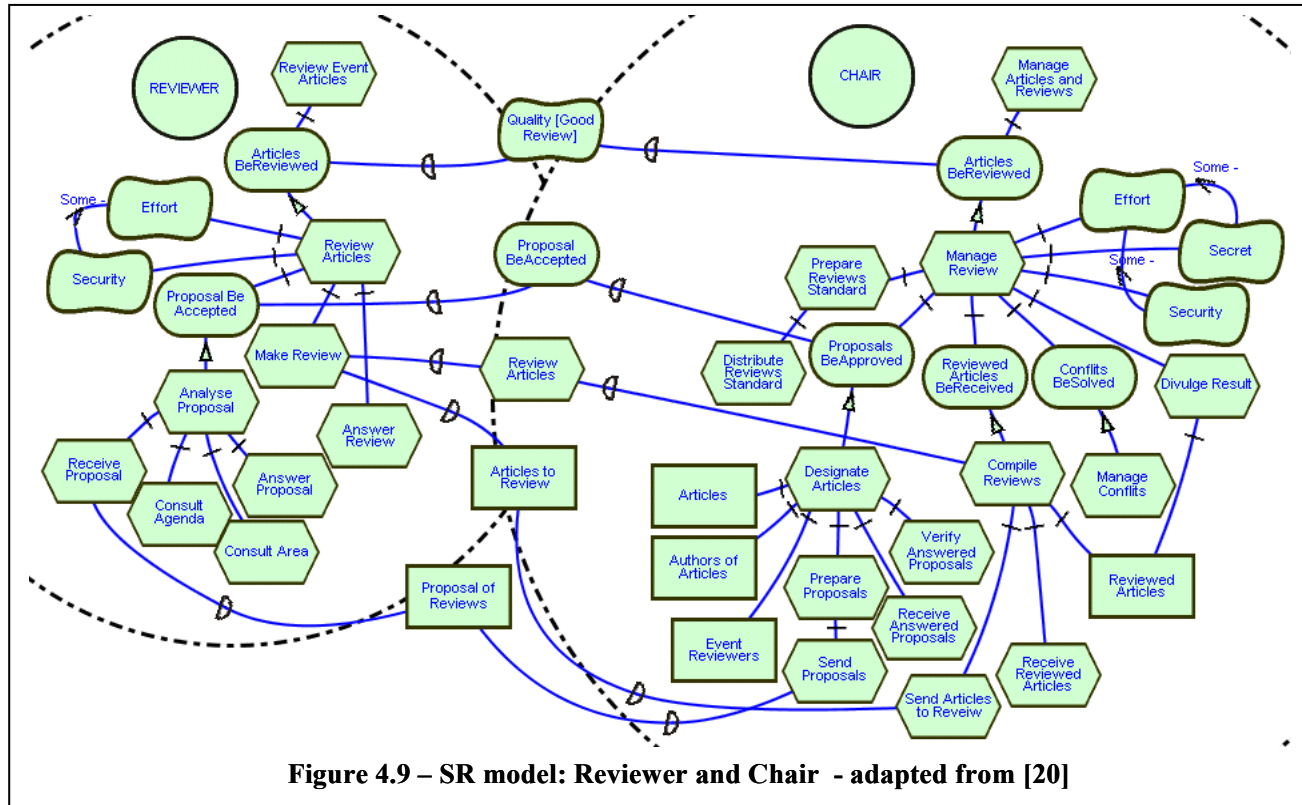 REVIEWER
Review Event
Articles
Articles
BeReviewed
Some -
Effort
Security
Review
Articles
Proposal Be
Accepted
Make Review
Analyse
Proposal
Answer
Review
Receive
Proposal
Consult
Agenda
Answer
Proposal
Consult Area
Quality [Good
Review]
Proposal
BeAccepted
Review
Articles
Articles to
Review
Proposal of
Reviews
CHAIR
Manage
Articles and
Reviews
Articles
BeReviewed
Some -
Effort
Secret
Some -
Security
Prepare
Reviews
Standard
Manage
Review
Distribute
Reviews
Standard
Proposals
BeApproved
Reviewed
Articles
BeReceived
Conflits
BeSolved
Divulge Result
Articles
Designate
Articles
Compile
Reviews
Manage
Conflits
Authors of
Articles
Verify
Answered
Proposals
Prepare
Proposals
Reviewed
Articles
Event
Reviewers
Receive
Answered
Proposals
Send
Proposals
Receive
Reviewed
Articles
Send Articles
to Reveiw
Figure 4.9 – SR model: Reviewer and Chair - adapted from [20]